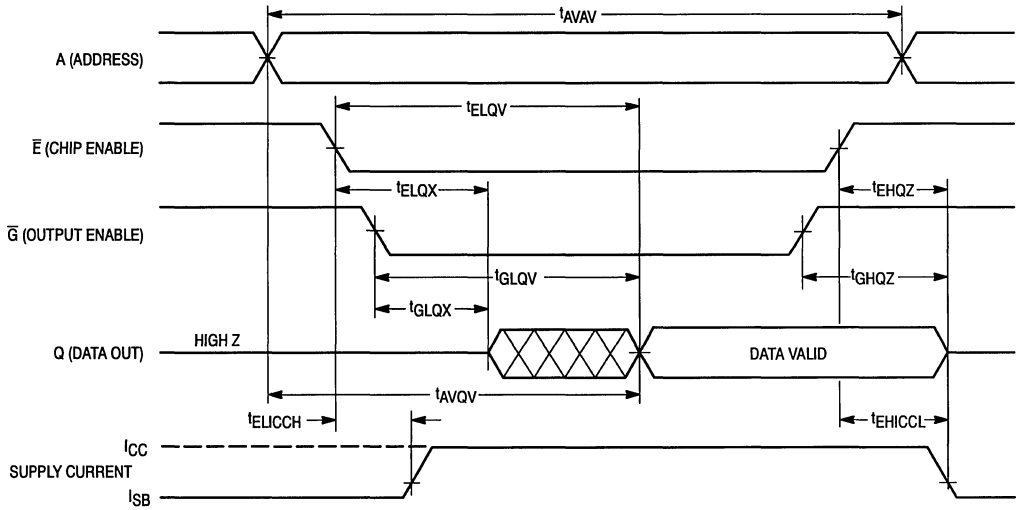 tAVAV
A (ADDRESS)
tELQV
E̅ (CHIP ENABLE)
tELQX
tEHQZ
G̅ (OUTPUT ENABLE)
tGLQV
tGHQZ
tGLQX
HIGH Z
Q (DATA OUT)
DATA VALID
tAVQV
tELICCH
tEHICCL
ICC
SUPPLY CURRENT
ISB